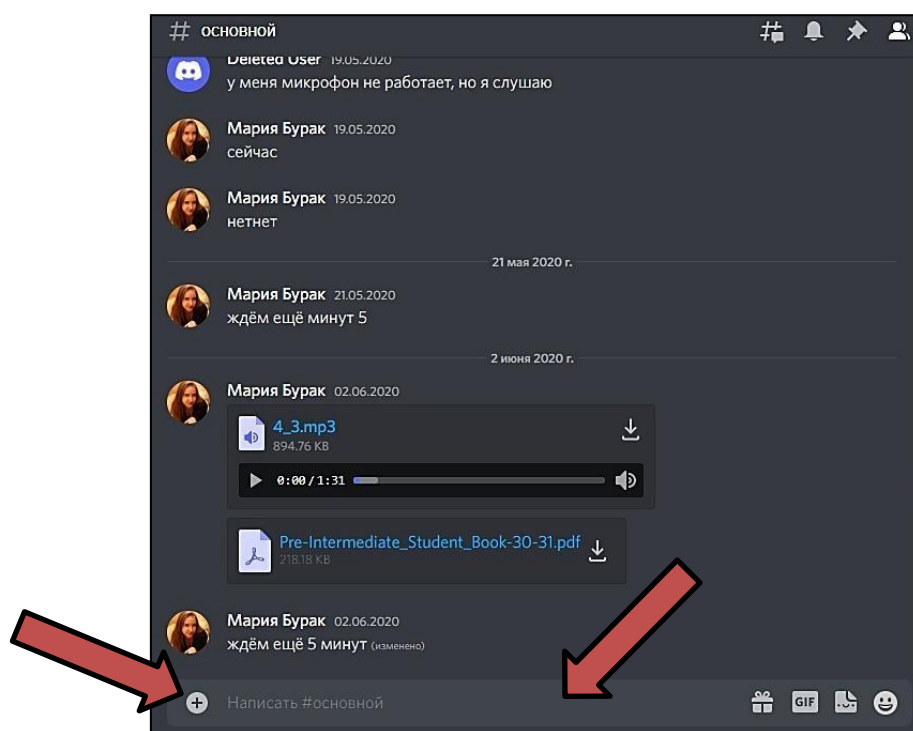 # основной
Deleted User 19.05.2020
у меня микрофон не работает, но я слушаю
Мария Бурак 19.05.2020
сейчас
Мария Бурак 19.05.2020
нетнет
21 мая 2020 г.
Мария Бурак 21.05.2020
ждём ещё минут 5
2 июня 2020 г.
Мария Бурак 02.06.2020
4_3.mp3
894.76 KB
0:00 / 1:31
Pre-Intermediate_Student_Book-30-31.pdf
218.18 KB
Мария Бурак 02.06.2020
ждём ещё 5 минут (изменено)
Написать #основной
GIF